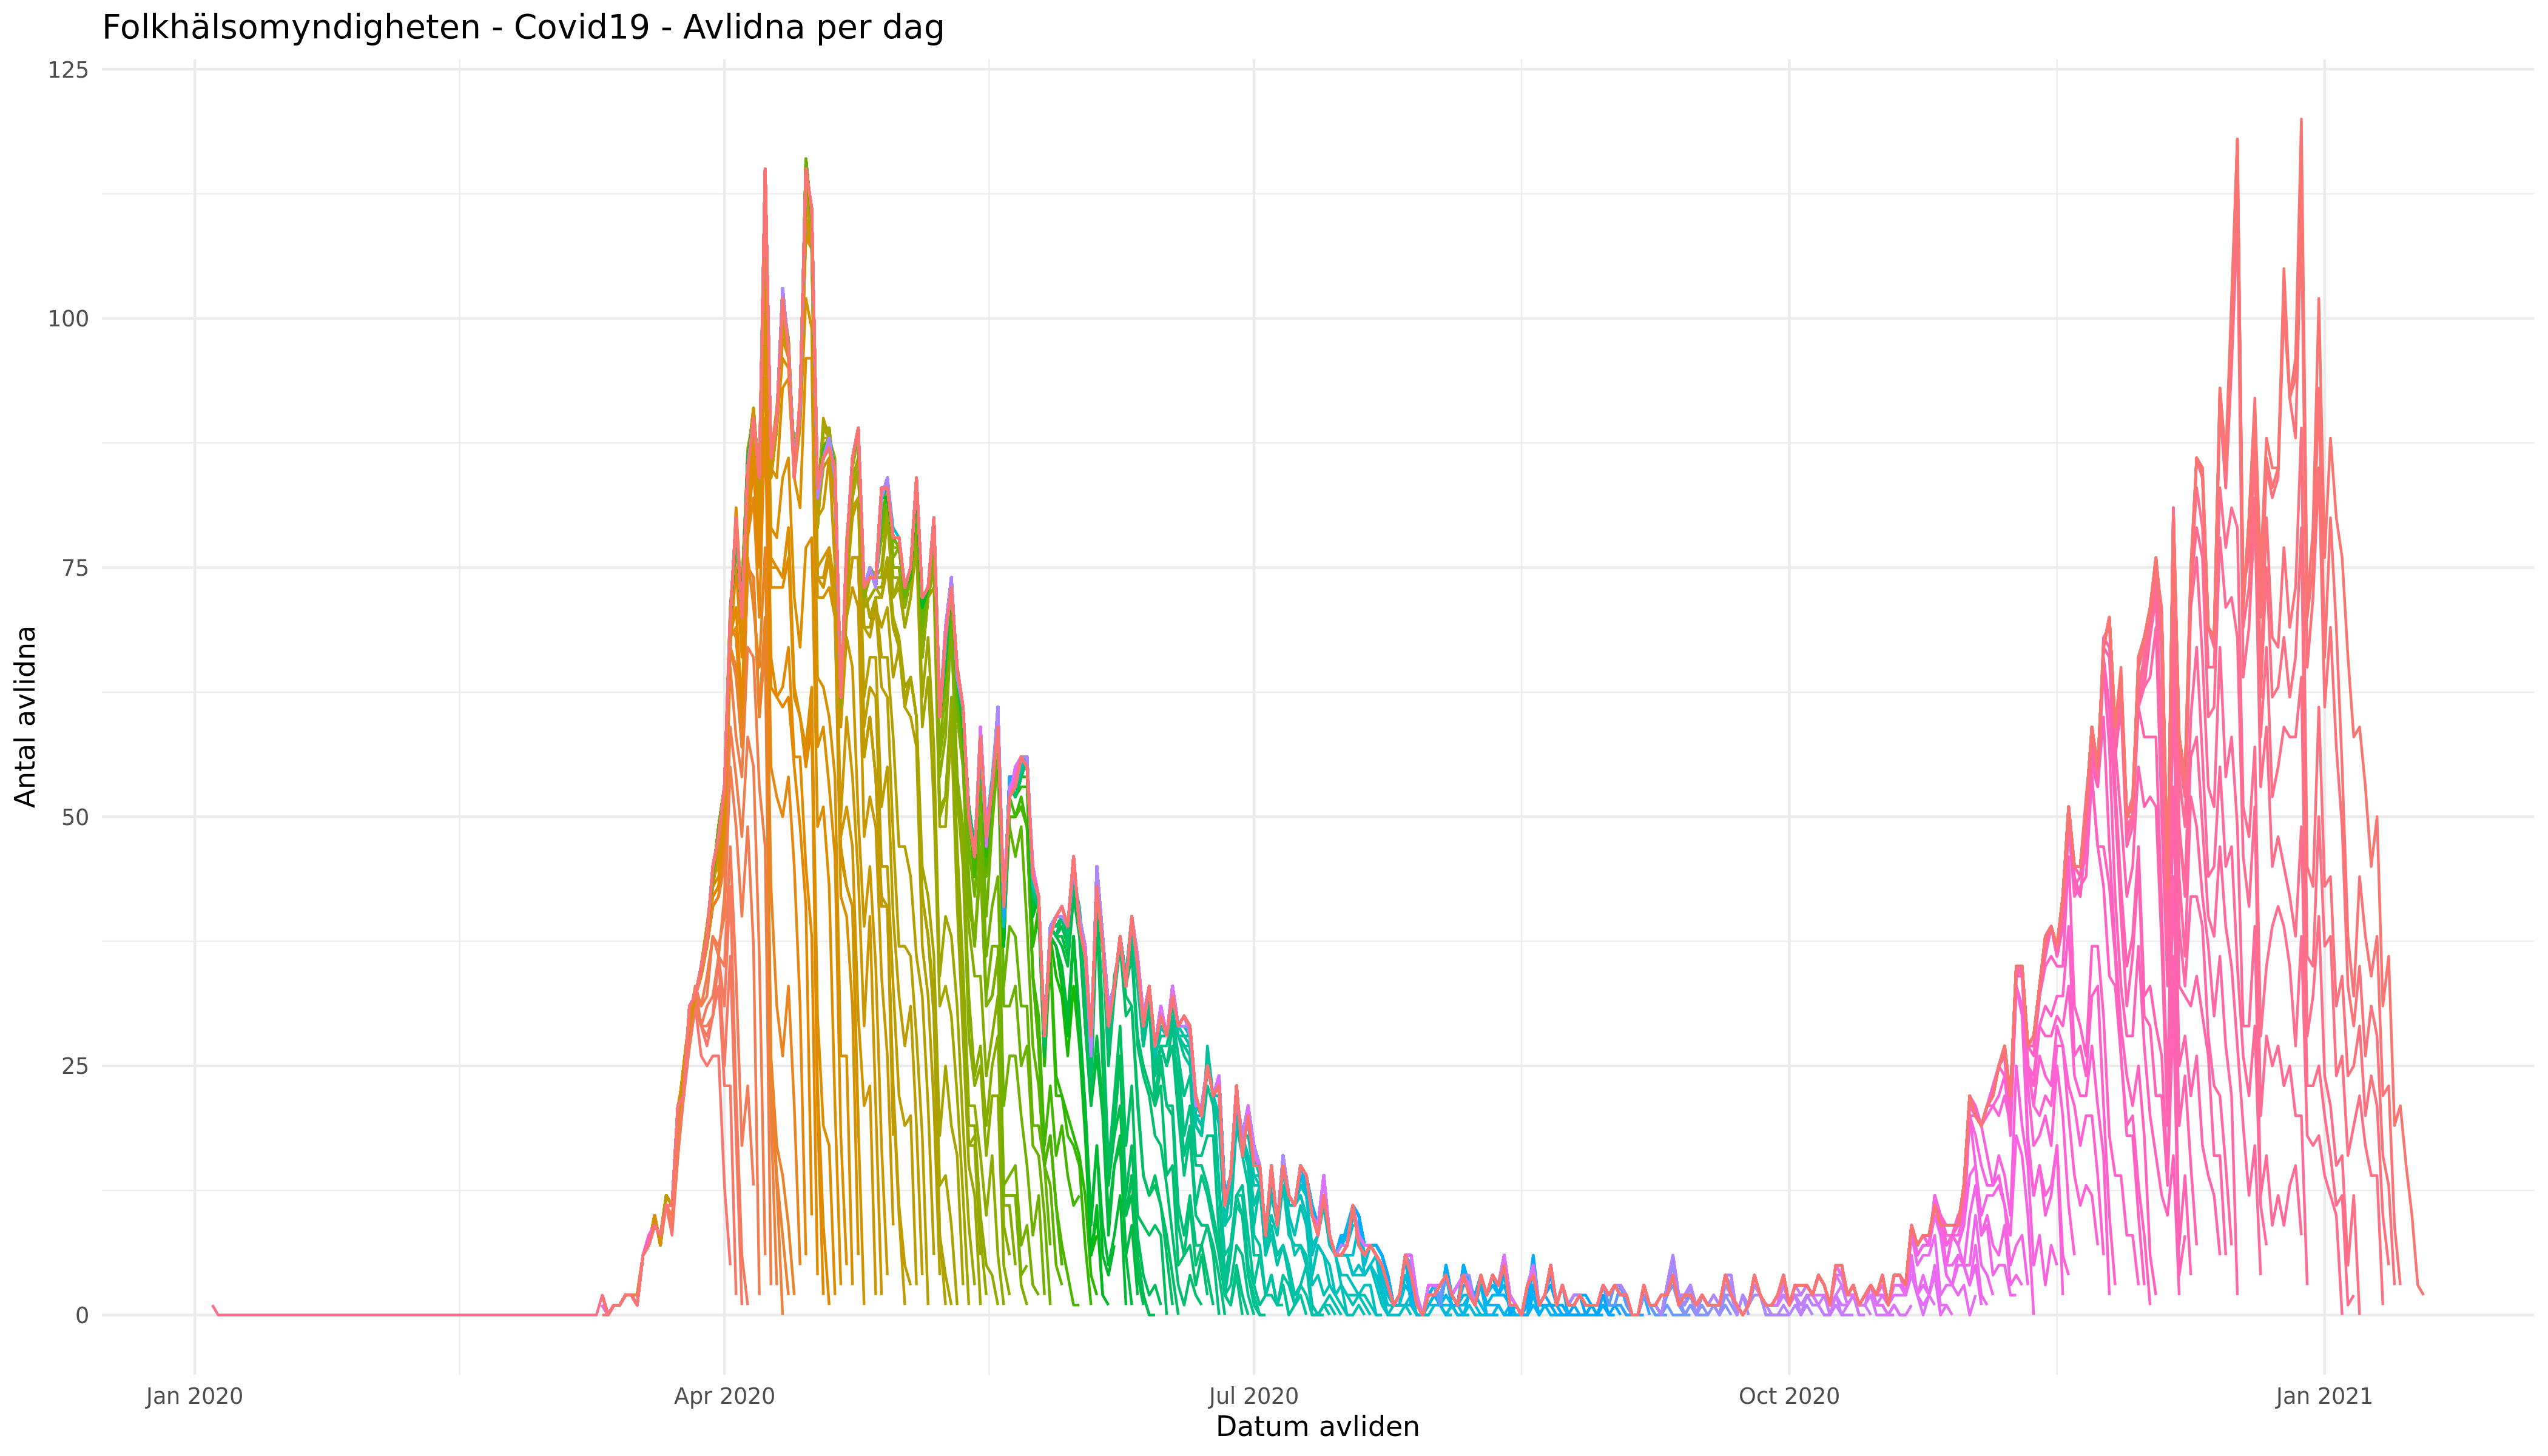 Folkhälsomyndigheten - Covid19 - Avlidna per dag
125
100
75
50
25
0
Antal avlidna
Jan 2020
Apr 2020
Jul 2020
Oct 2020
Jan 2021
Datum avliden